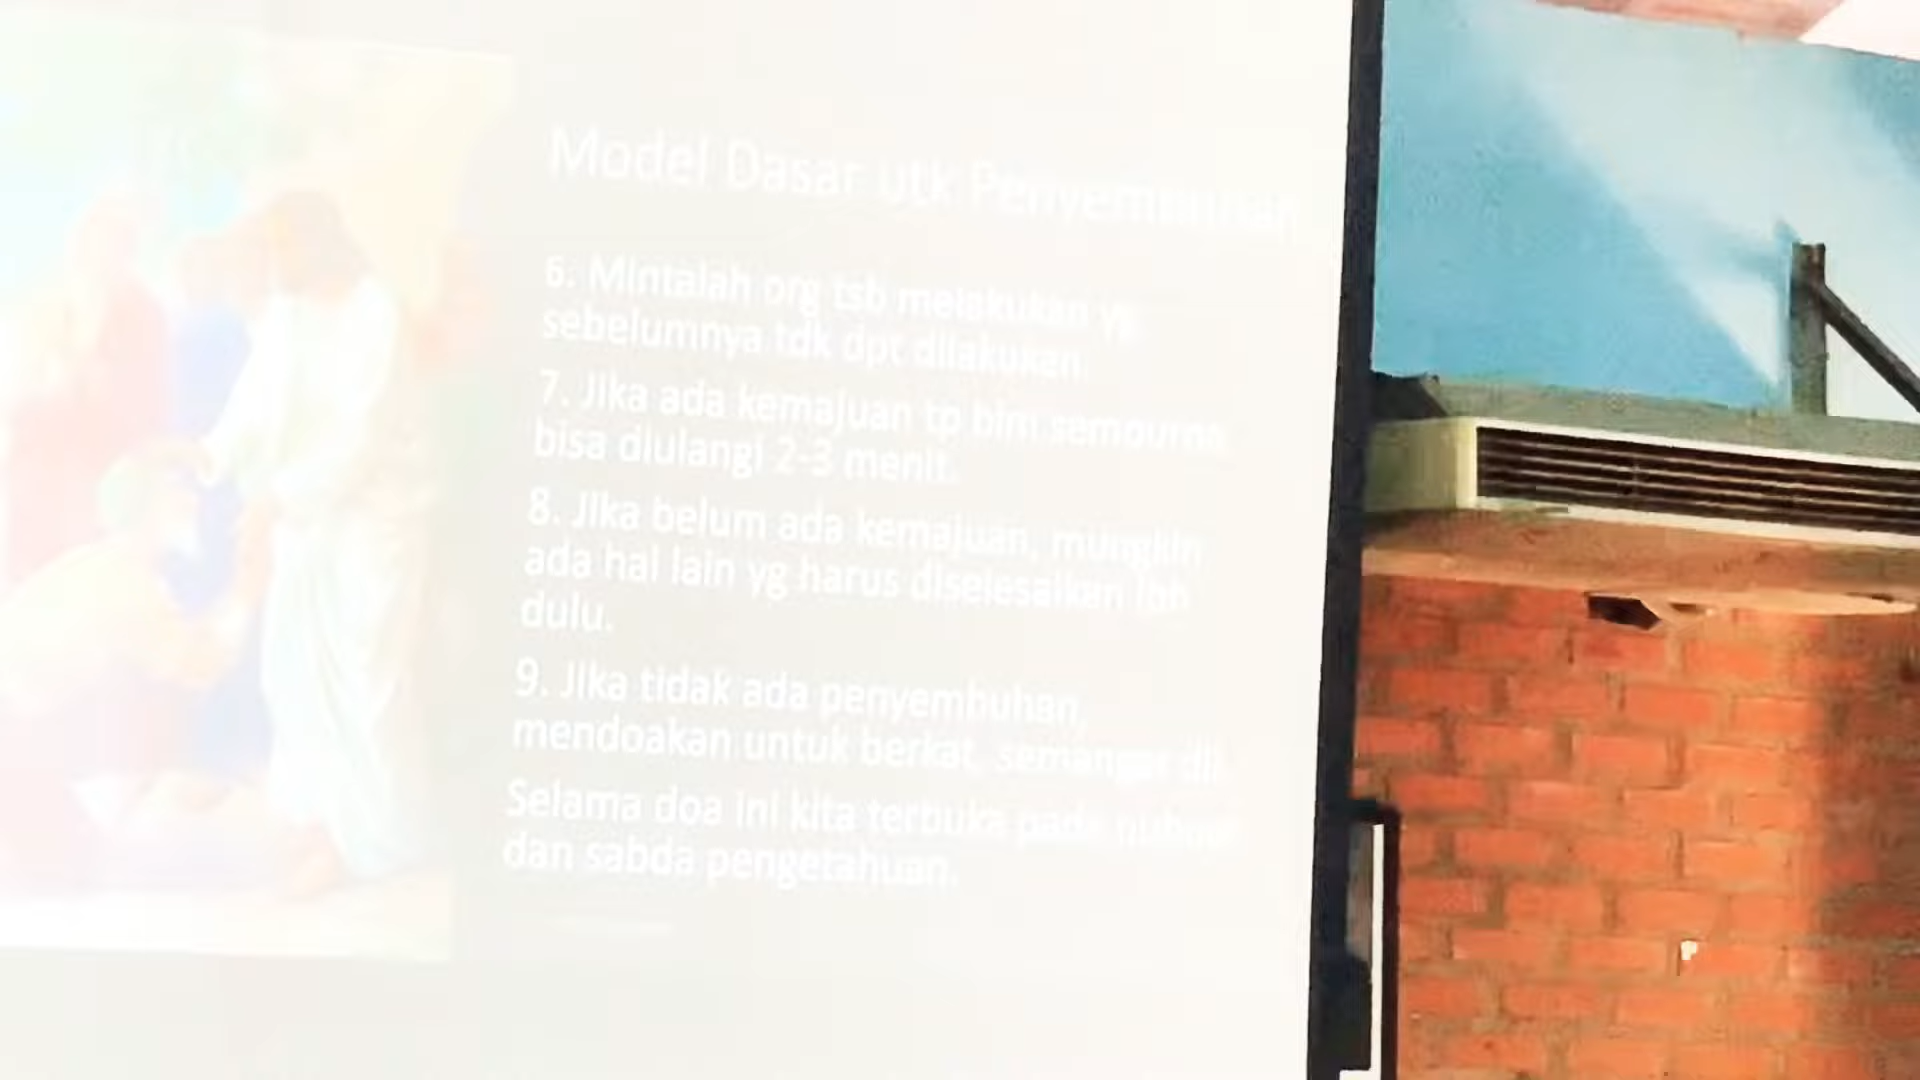 Model Dasar utk Penyembuhan
6. Mintalah org tsb melakukan yg
sebelumnya tdk dpt dilakukan.
7. JIka ada kemajuan tp blm sempurna,
bisa diulangi 2-3 menit.
8. JIka belum ada kemajuan, mungkin
ada hal lain yg harus diselesaikan lbh
dulu.
9. JIka tidak ada penyembuhan,
mendoakan untuk berkat, semangat dll.
Selama doa ini kita terbuka pada
dan sabda pengetahuan.